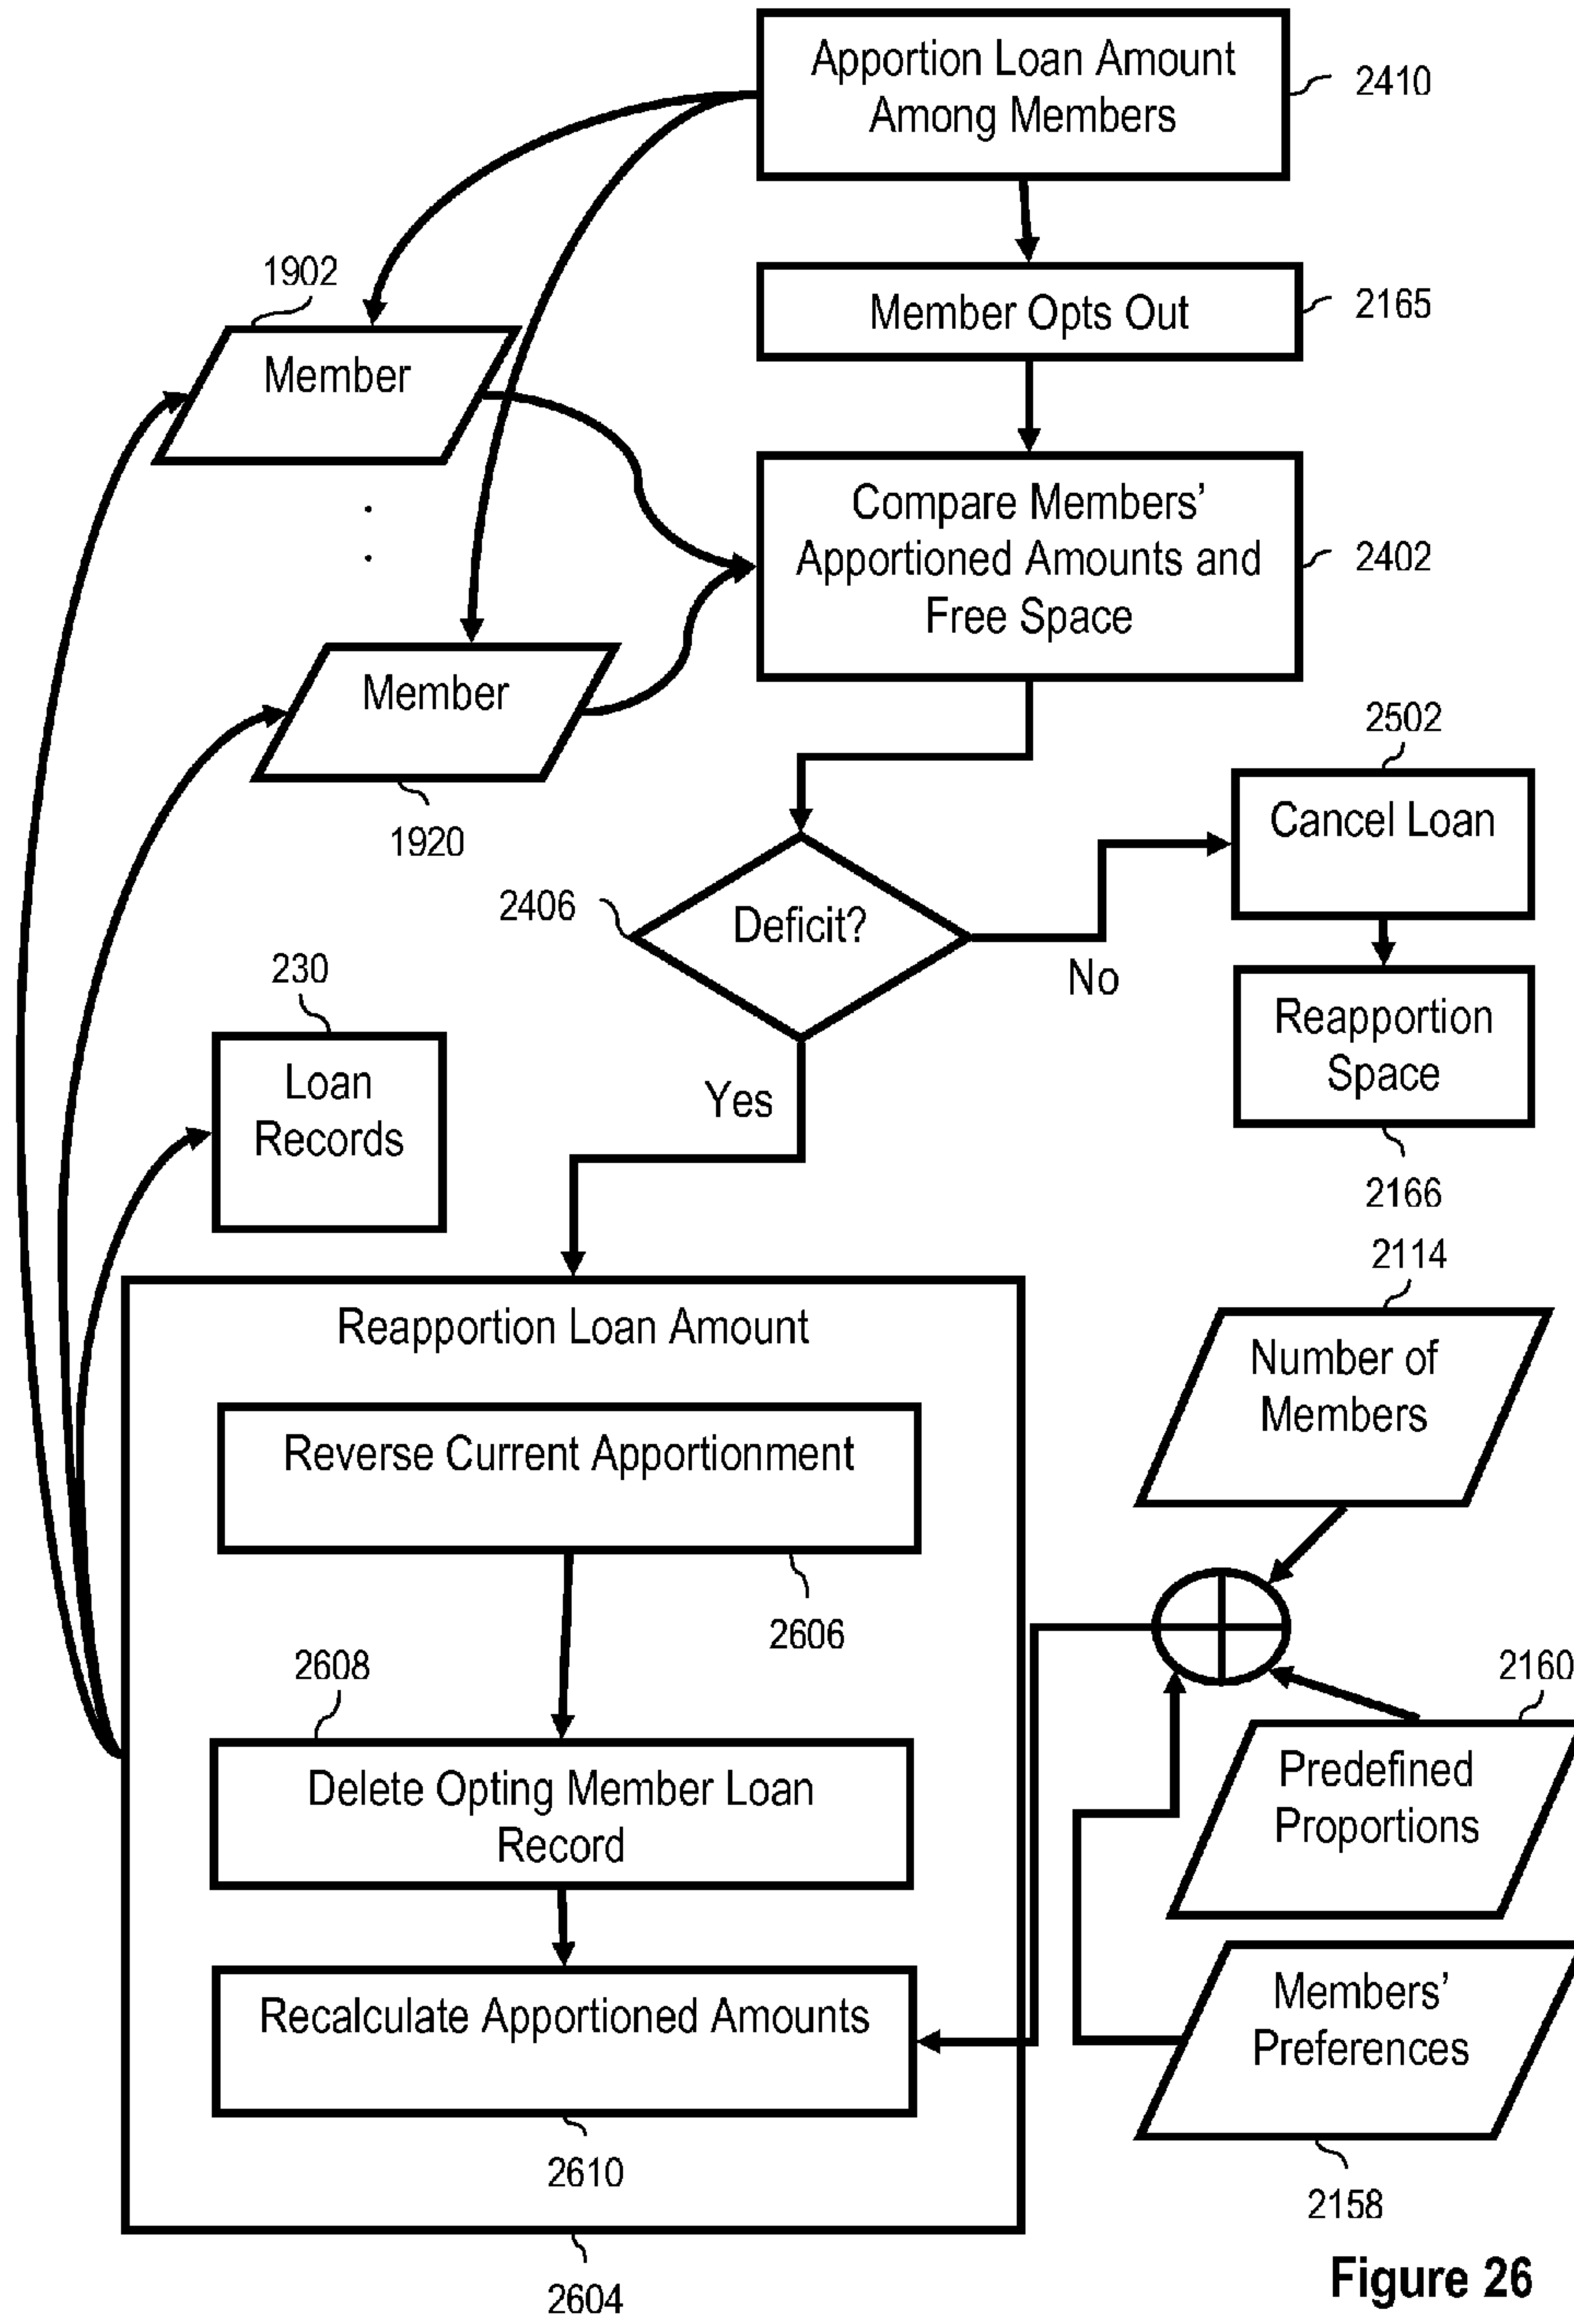 Apportion Loan Amount
Among Members
2410
1902
Member Opts Out
2165
Member
Compare Members'
Apportioned Amounts and
Free Space
2402
Member
1920
2502
Cancel Loan
2406
Deficit?
No
Reapportion
Space
2166
230
Loan
Records
Yes
2114
Number of
Members
Reapportion Loan Amount
Reverse Current Apportionment
2606
2608
Delete Opting Member Loan
Record
2160
Predefined
Proportions
Recalculate Apportioned Amounts
2610
Members'
Preferences
2158
2604
Figure 26